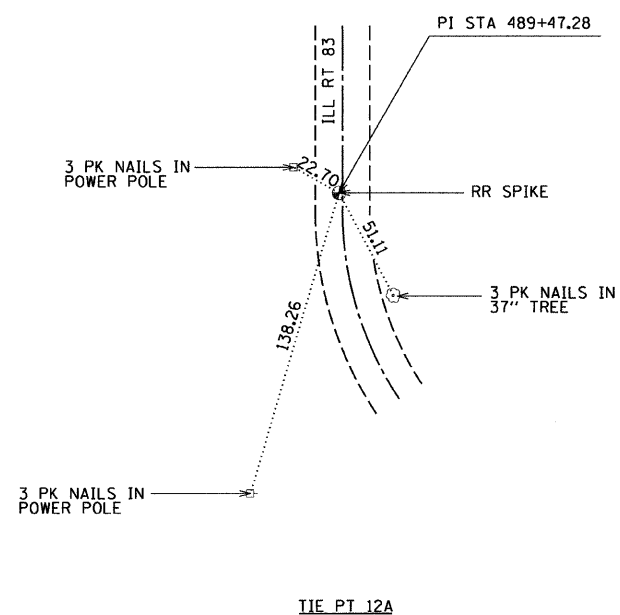 PI STA 489+47.28
ILL RT 83
3 PK NAILS IN
POWER POLE
22.70
RR SPIKE
51.11
3 PK NAILS IN
37" TREE
138.26
3 PK NAILS IN
POWER POLE
TIE PT 12A